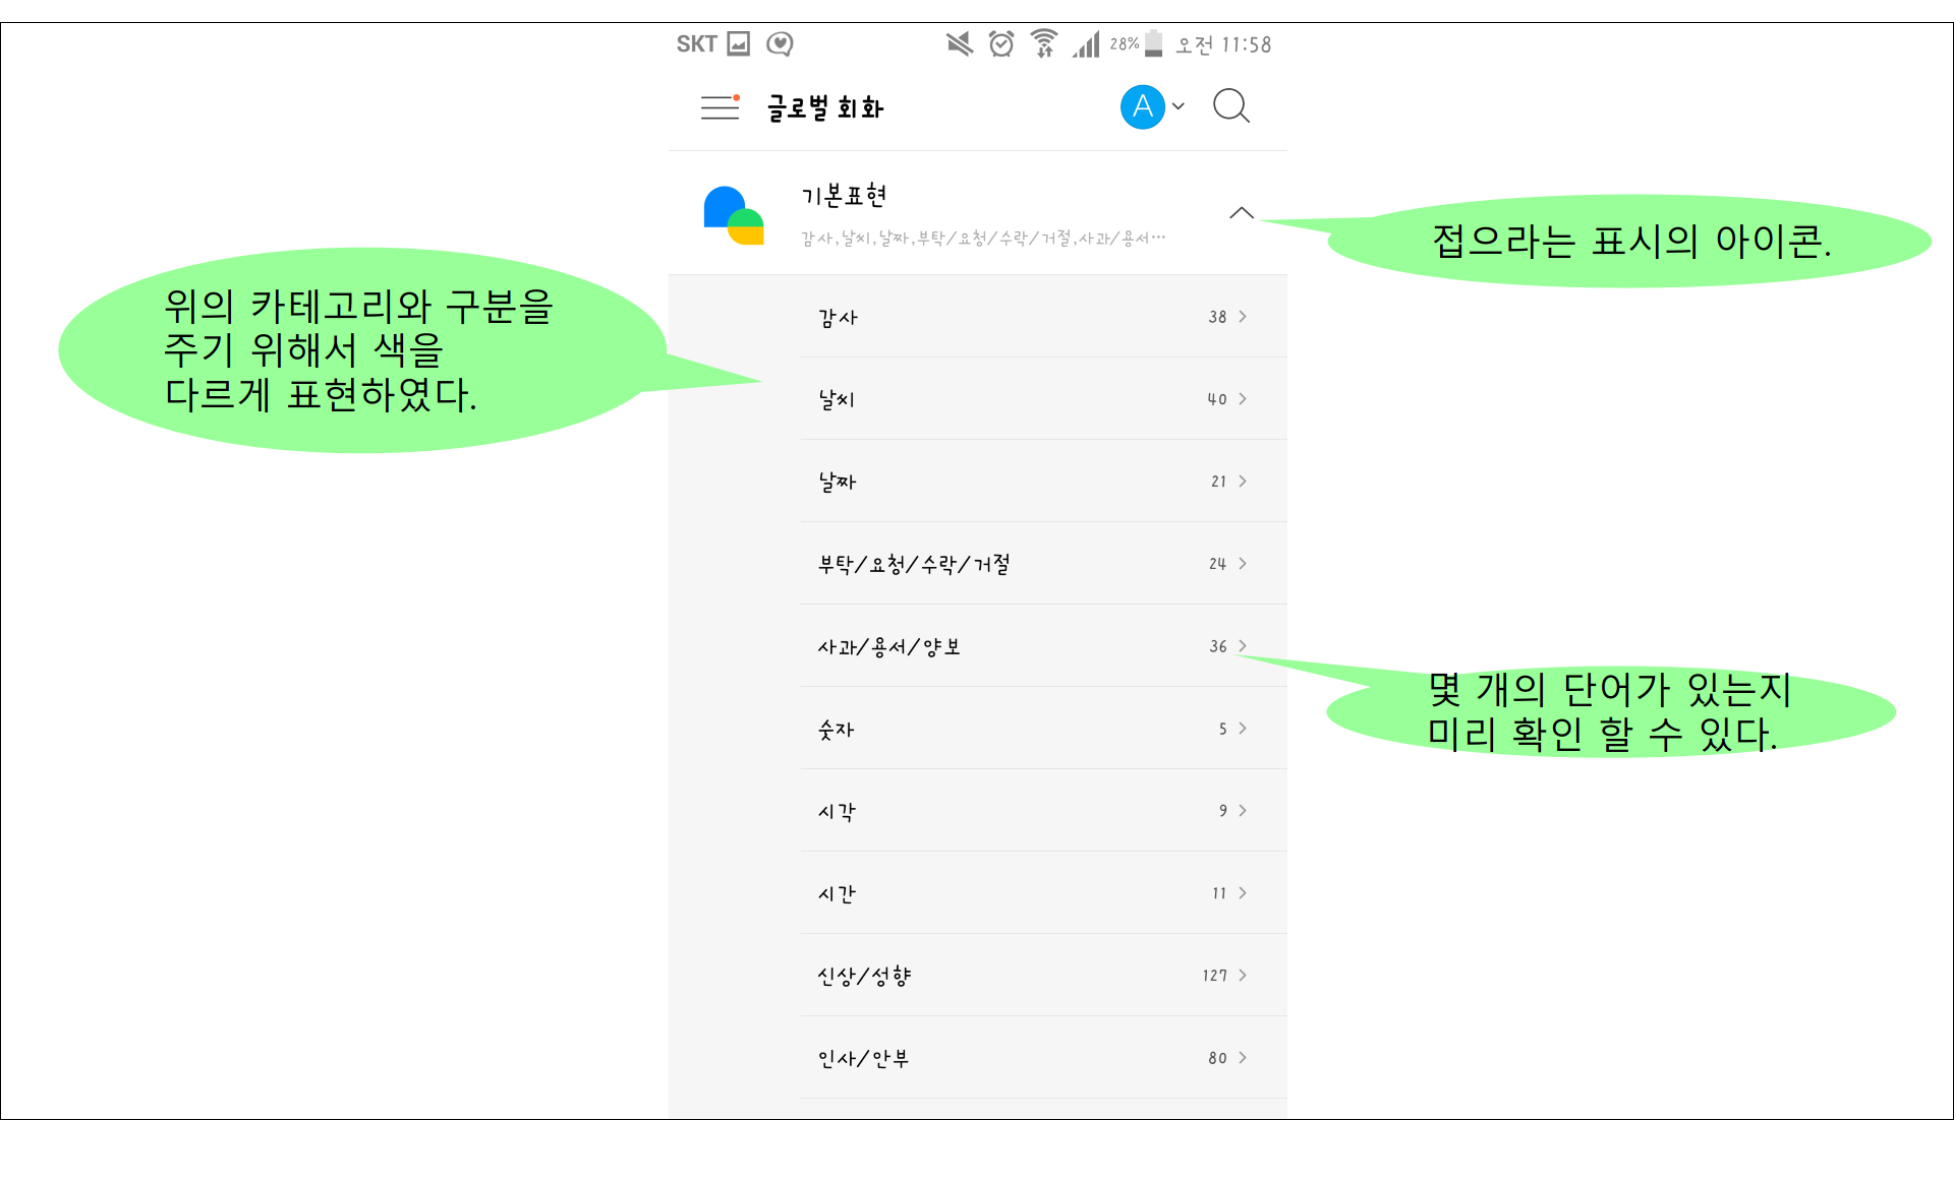 SKT 28% 오전 11:58
글로벌 회화 A
기본표현
감사,날씨,날짜,부탁/요청/수락/거절,사과/용서…
접으라는 표시의 아이콘.
위의 카테고리와 구분을
주기 위해서 색을
다르게 표현하였다.
감사 38
날씨 40
날짜 21
부탁/요청/수락/거절 24
사과/용서/양보 36
몇 개의 단어가 있는지
미리 확인 할 수 있다.
숫자 5
시각 9
시간 11
신상/성향 127
인사/안부 80